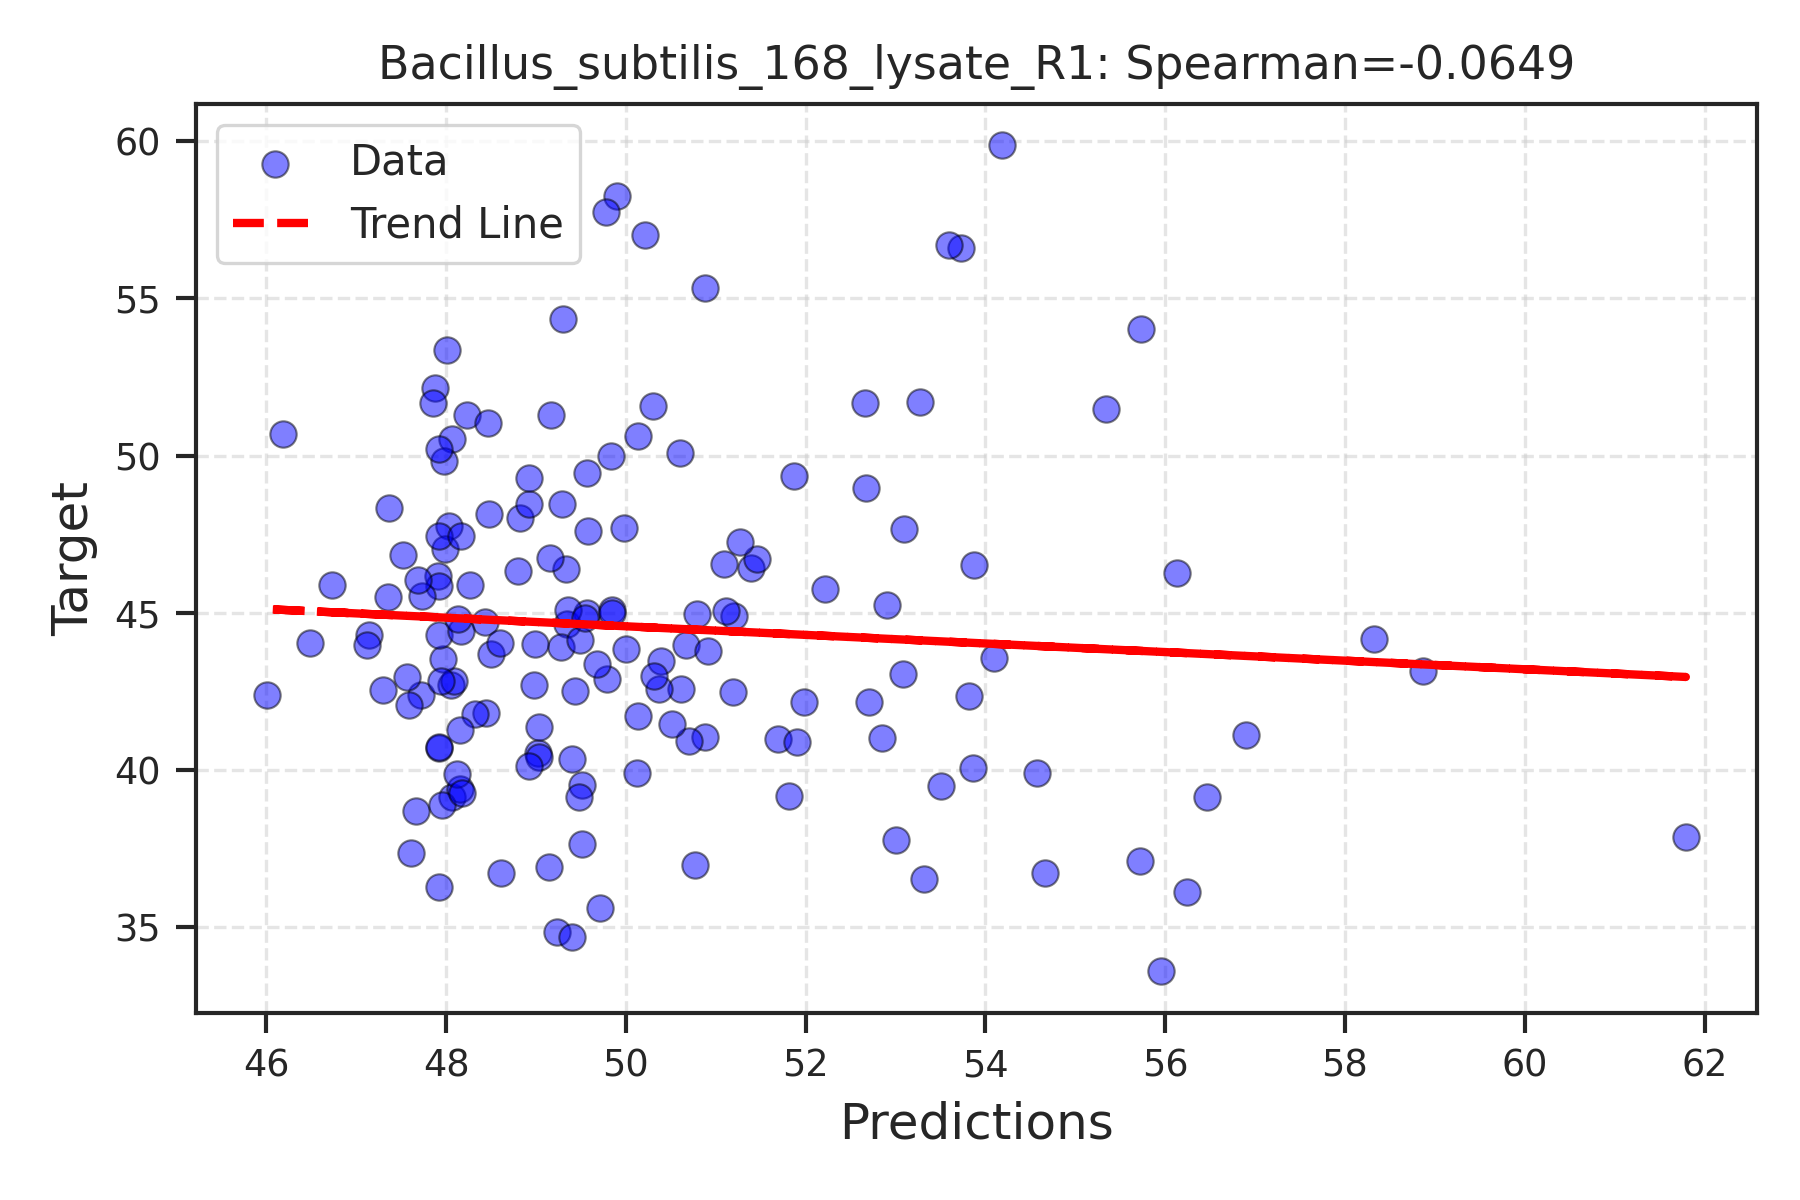 Bacillus_subtilis_168_lysate_R1: Spearman=-0.0649
Data
Trend Line
60
55
50
45
40
35
Target
46 48 50 52 54 56 58 60 62
Predictions